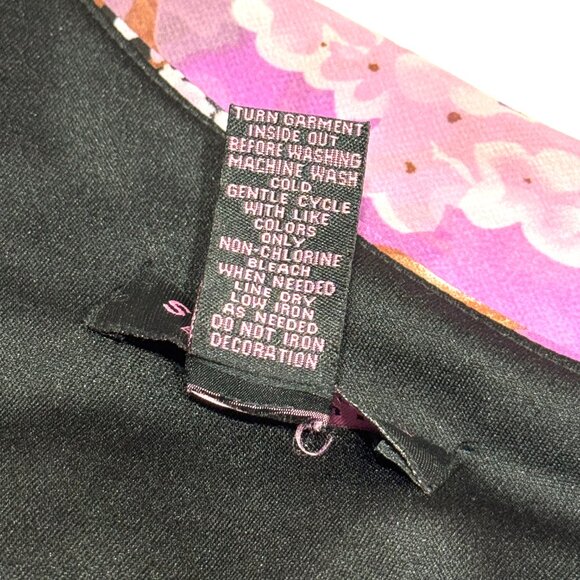 TURN GARMENT
INSIDE OUT
BEFORE WASHING
MACHINE WASH
COLD
GENTLE CYCLE
WITH LIKE
COLORS
ONLY
NON-CHLORINE
BLEACH
WHEN NEEDED
LINE DRY
LOW IRON
AS NEEDED
DO NOT IRON
DECORATION